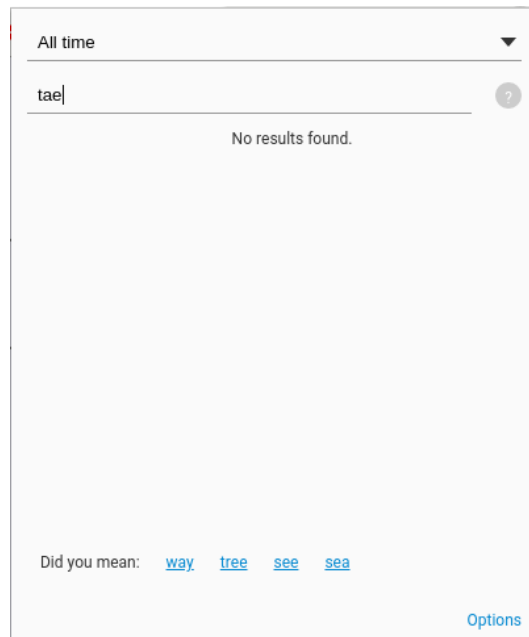 All time
tae
?
No results found.
Did you mean: way tree see sea
Options